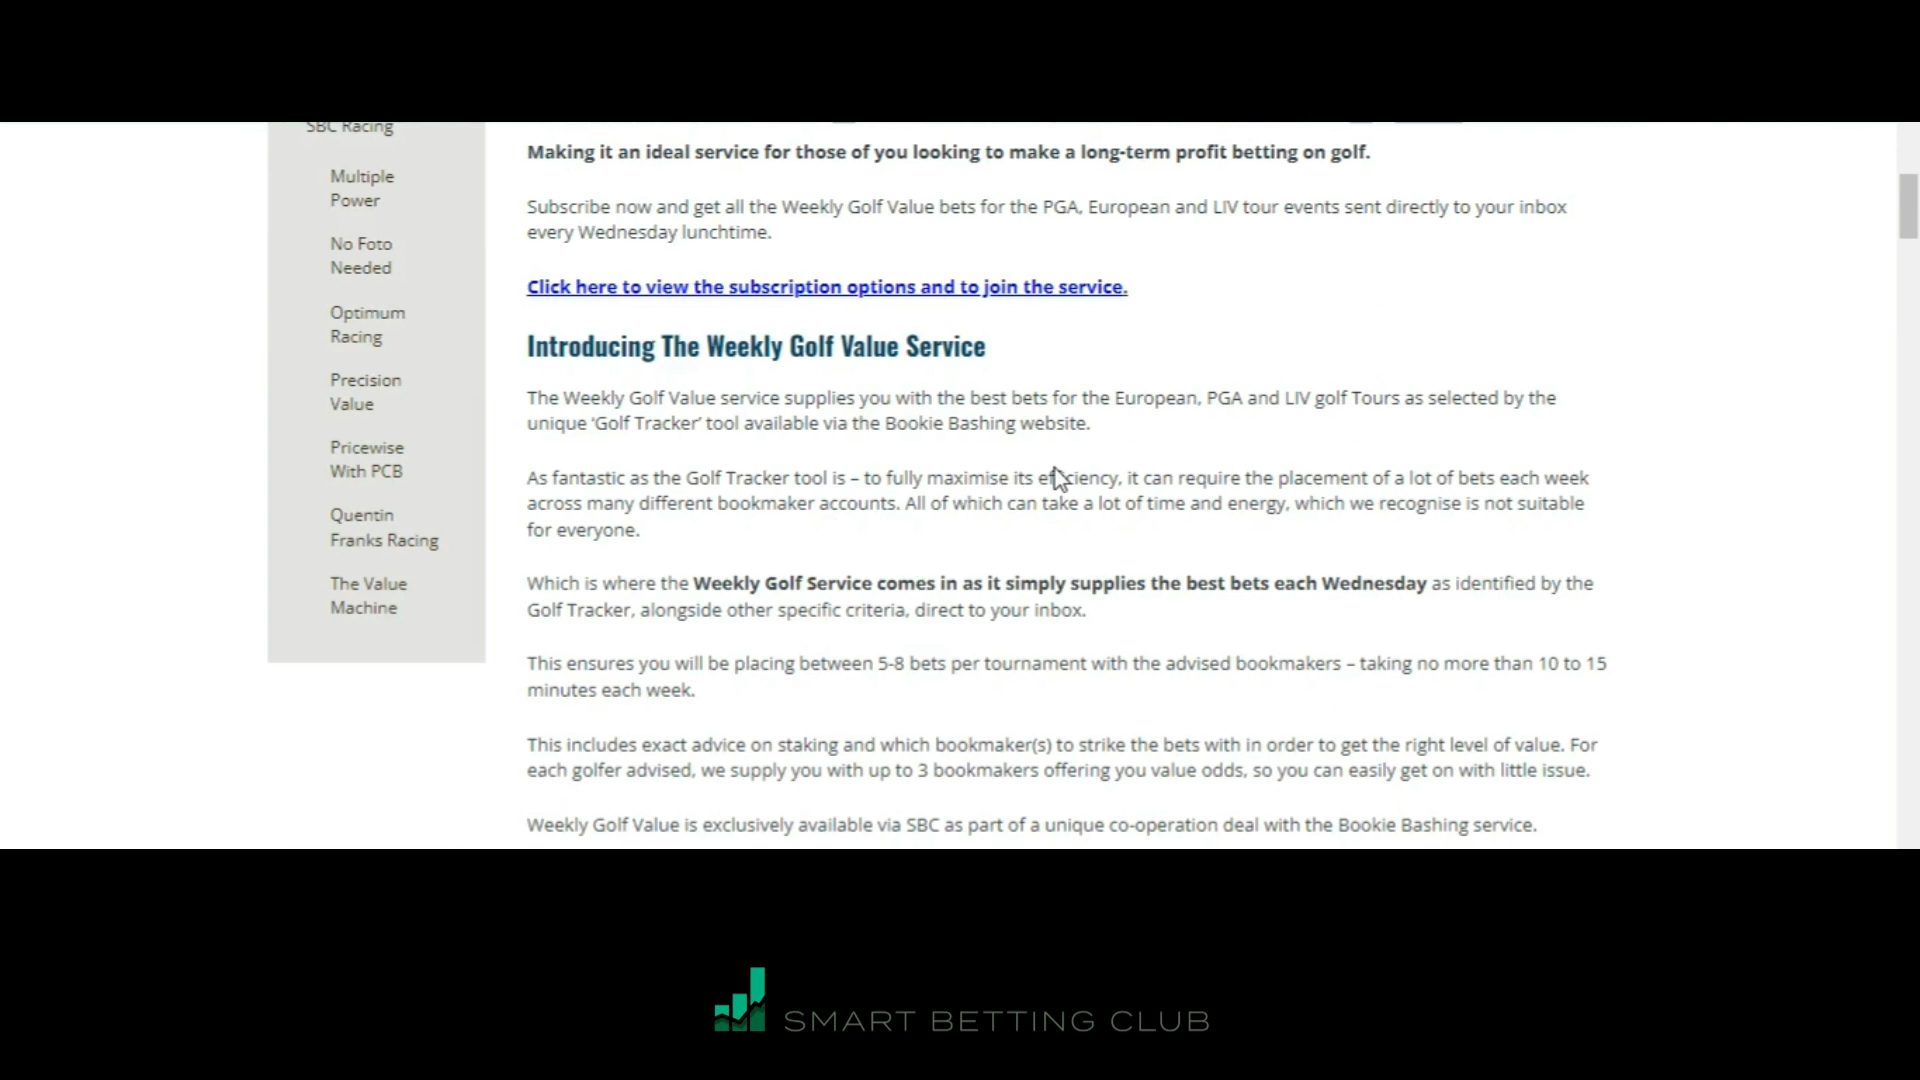 SBC Racing
Multiple
Power
No Foto
Needed
Optimum
Racing
Precision
Value
Pricewise
With PCB
Quentin
Franks Racing
The Value
Machine
Making it an ideal service for those of you looking to make a long-term profit betting on golf.
Subscribe now and get all the Weekly Golf Value bets for the PGA, European and LIV tour events sent directly to your inbox
every Wednesday lunchtime.
Click here to view the subscription options and to join the service.
Introducing The Weekly Golf Value Service
The Weekly Golf Value service supplies you with the best bets for the European, PGA and LIV golf Tours as selected by the
unique ‘Golf Tracker’ tool available via the Bookie Bashing website.
As fantastic as the Golf Tracker tool is – to fully maximise its efficiency, it can require the placement of a lot of bets each week
across many different bookmaker accounts. All of which can take a lot of time and energy, which we recognise is not suitable
for everyone.
Which is where the Weekly Golf Service comes in as it simply supplies the best bets each Wednesday as identified by the
Golf Tracker, alongside other specific criteria, direct to your inbox.
This ensures you will be placing between 5-8 bets per tournament with the advised bookmakers – taking no more than 10 to 15
minutes each week.
This includes exact advice on staking and which bookmaker(s) to strike the bets with in order to get the right level of value. For
each golfer advised, we supply you with up to 3 bookmakers offering you value odds, so you can easily get on with little issue.
Weekly Golf Value is exclusively available via SBC as part of a unique co-operation deal with the Bookie Bashing service.
SMART BETTING CLUB